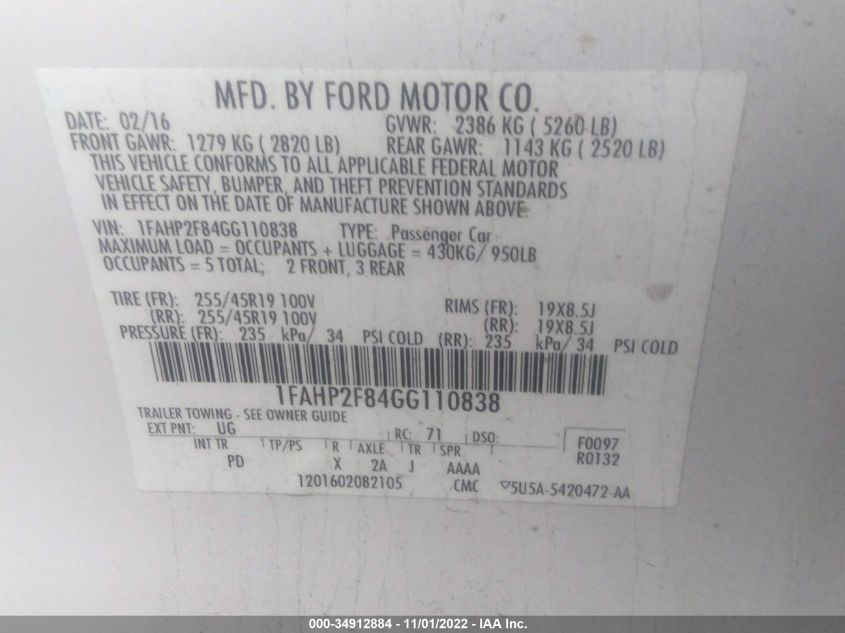 MFD. BY FORD MOTOR CO.
DATE: 02/16 GVWR: 2386 KG ( 5260 LB)
FRONT GAWR: 1279 KG ( 2820 LB) REAR GAWR: 1143 KG ( 2520 LB)
THIS VEHICLE CONFORMS TO ALL APPLICABLE FEDERAL MOTOR
VEHICLE SAFETY, BUMPER, AND THEFT PREVENTION STANDARDS
IN EFFECT ON THE DATE OF MANUFACTURE SHOWN ABOVE.
VIN: 1FAHP2F84GG110838 TYPE: Passenger Car
MAXIMUM LOAD = OCCUPANTS + LUGGAGE = 430KG/ 950LB
OCCUPANTS = 5 TOTAL; 2 FRONT, 3 REAR
TIRE (FR): 255/45R19 100V RIMS (FR): 19X8.5J
(RR): 255/45R19 100V (RR): 19X8.5J
PRESSURE (FR): 235 kPa/ 34 PSI COLD (RR): 235 kPa/ 34 PSI COLD
1FAHP2F84GG110838
TRAILER TOWING - SEE OWNER GUIDE
EXT PNT: UG RC: 71 DSO: F0097
INT TR TP/PS R AXLE TR SPR R0132
PD X 2A J AAAA
1201602082105 CMC ▽5U5A-5420472-AA
000-34912884 - 11/01/2022 - IAA Inc.